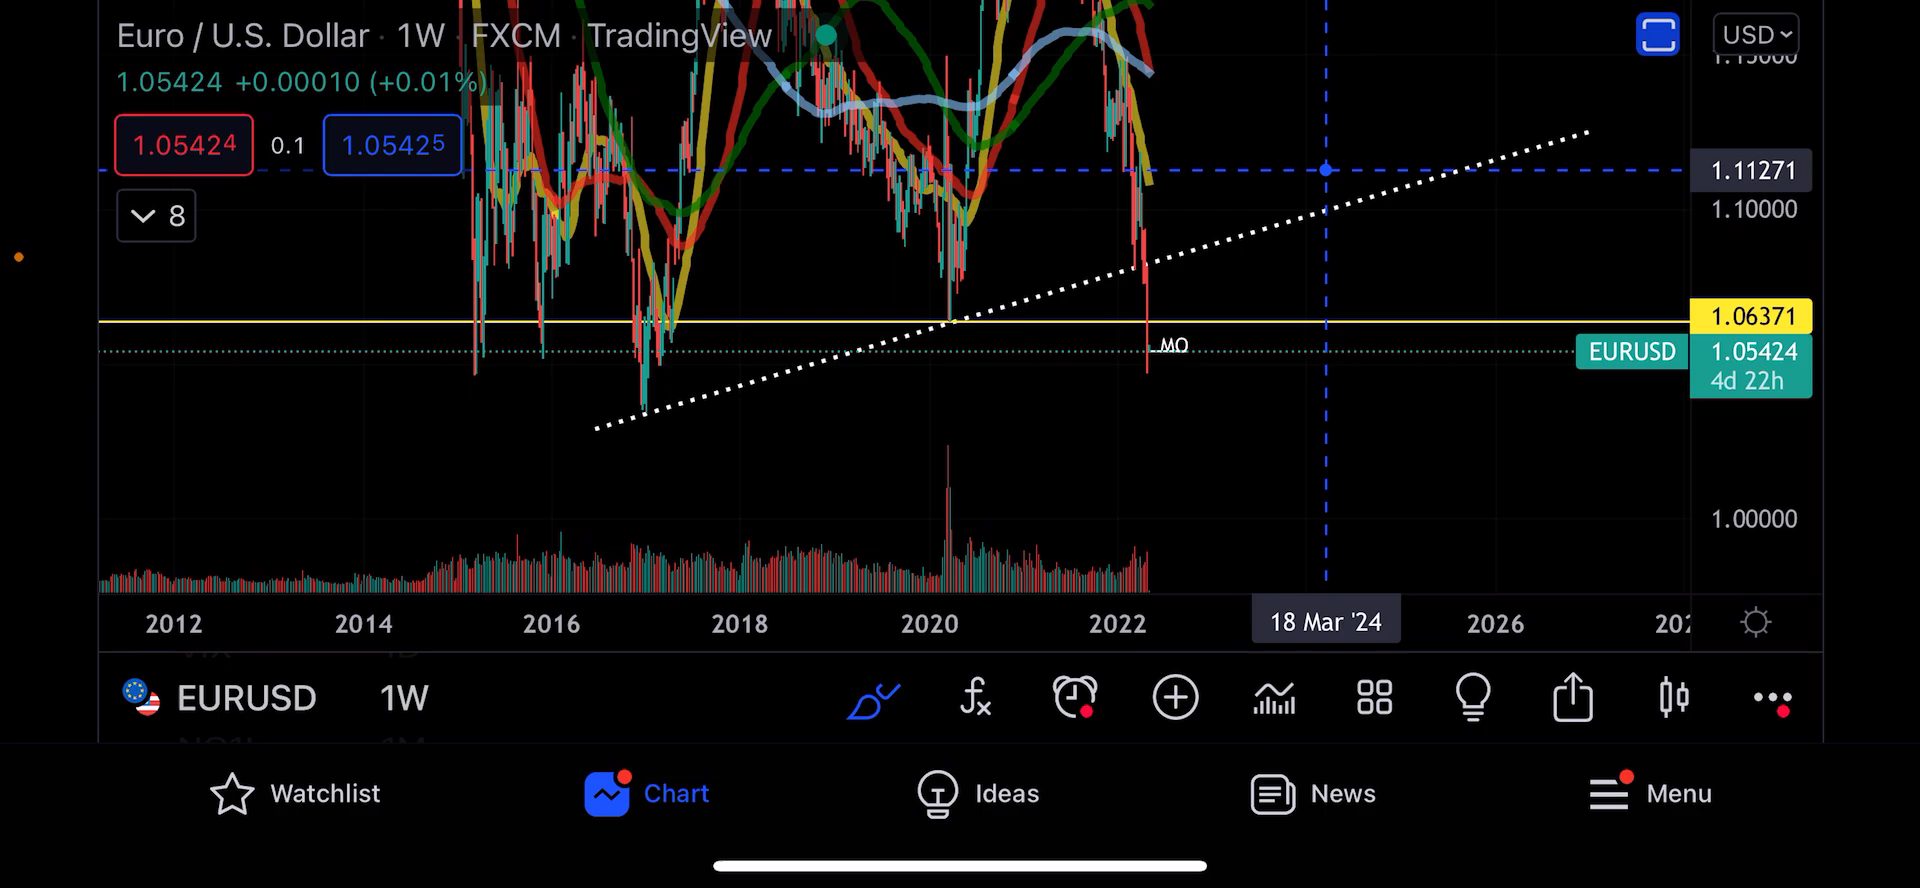 Euro / U.S. Dollar · 1W · FXCM · TradingView
USD
1.05424 +0.00010 (+0.01%)
1.05424 0.1 1.05425
8
1.11271
1.10000
1.06371
MO
EURUSD 1.05424
4d 22h
1.00000
2012 2014 2016 2018 2020 2022 18 Mar '24 2026
EURUSD 1W
Watchlist Chart Ideas News Menu